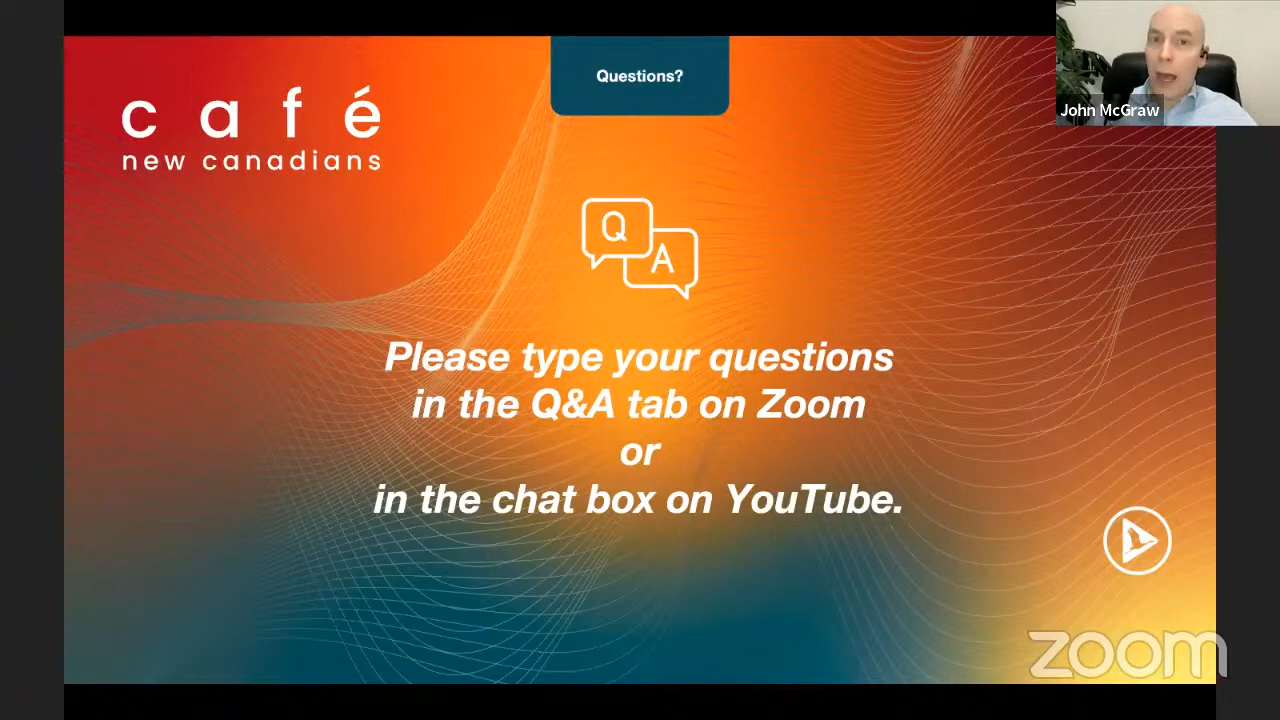 Questions?
John McGraw
café
new canadians
Q
A
Please type your questions
in the Q&A tab on Zoom
or
in the chat box on YouTube.
zoom